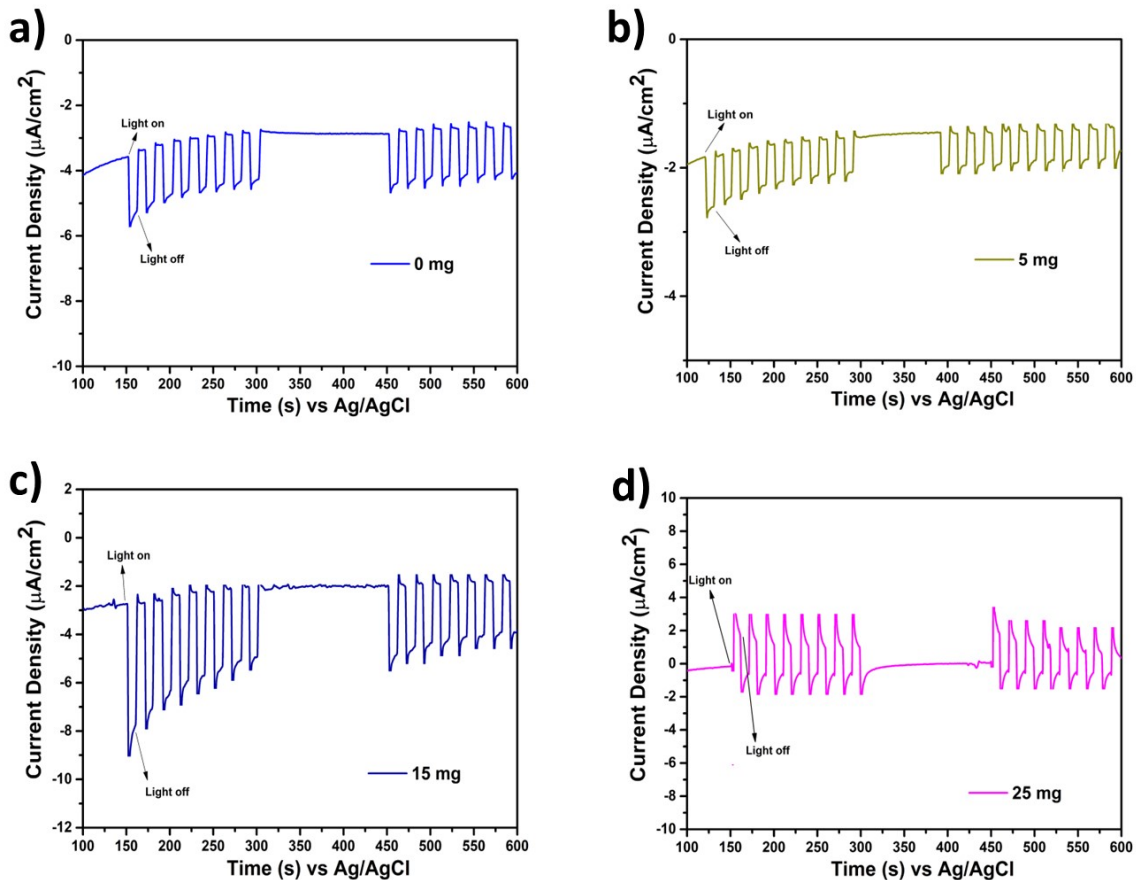 a)
0
-2
-4
-6
-8
-10
Current Density (µA/cm²)
Light on
Light off
0 mg
100 150 200 250 300 350 400 450 500 550 600
Time (s) vs Ag/AgCl
b)
0
-2
-4
Current Density (µA/cm²)
Light on
Light off
5 mg
100 150 200 250 300 350 400 450 500 550 600
Time (s) vs Ag/AgCl
c)
2
0
-2
-4
-6
-8
-10
-12
Current Density (µA/cm²)
Light on
Light off
15 mg
100 150 200 250 300 350 400 450 500 550 600
Time (s) vs Ag/AgCl
d)
10
8
6
4
2
0
-2
-4
-6
-8
-10
Current Density (µA/cm²)
Light on
Light off
25 mg
100 150 200 250 300 350 400 450 500 550 600
Time (s) vs Ag/AgCl